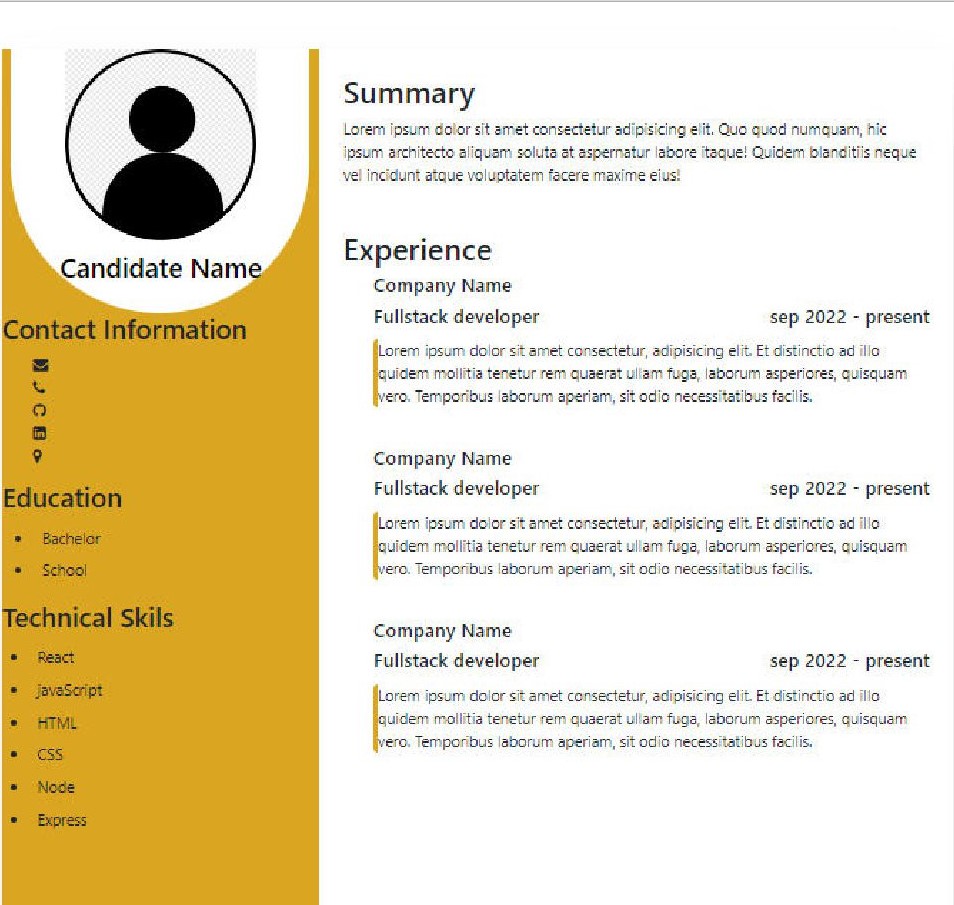 Candidate Name
Contact Information
Education
Bachelor
School
Technical Skils
React
javaScript
HTML
CSS
Node
Express
Summary
Lorem ipsum dolor sit amet consectetur adipisicing elit. Quo quod numquam, hic
ipsum architecto aliquam soluta at aspernatur labore itaque! Quidem blanditiis neque
vel incidunt atque voluptatem facere maxime eius!
Experience
Company Name
Fullstack developer sep 2022 - present
Lorem ipsum dolor sit amet consectetur, adipisicing elit. Et distinctio ad illo
quidem mollitia tenetur rem quaerat ullam fuga, laborum asperiores, quisquam
vero. Temporibus laborum aperiam, sit odio necessitatibus facilis.
Company Name
Fullstack developer sep 2022 - present
Lorem ipsum dolor sit amet consectetur, adipisicing elit. Et distinctio ad illo
quidem mollitia tenetur rem quaerat ullam fuga, laborum asperiores, quisquam
vero. Temporibus laborum aperiam, sit odio necessitatibus facilis.
Company Name
Fullstack developer sep 2022 - present
Lorem ipsum dolor sit amet consectetur, adipisicing elit. Et distinctio ad illo
quidem mollitia tenetur rem quaerat ullam fuga, laborum asperiores, quisquam
vero. Temporibus laborum aperiam, sit odio necessitatibus facilis.